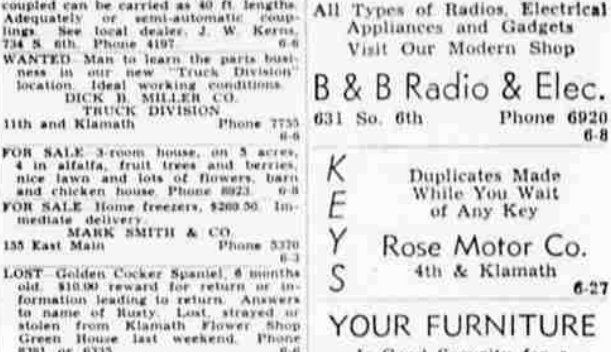 coupled can be carried as 40 ft. lengths.
Adequately or semi-automatic coup-
lings. See local dealer, J. W. Kerns,
734 S. 6th. Phone 4197 6-6
WANTED Man to learn the parts busi-
ness in our new "Truck Division"
location. Ideal working conditions.
DICK B. MILLER CO.
TRUCK DIVISION
11th and Klamath Phone 7755
6-6
FOR SALE 3-room house, on 5 acres,
4 in alfalfa, fruit trees and berries,
nice lawn and lots of flowers, barn
and chicken house. Phone 8023. 6-8
FOR SALE Home freezers, $260.50. Im-
mediate delivery.
MARK SMITH & CO.
155 East Main Phone 5370
6-3
LOST Golden Cocker Spaniel, 6 months
old. $10.00 reward for return or in-
formation leading to return. Answers
to name of Rusty. Lost, strayed or
stolen from Klamath Flower Shop
Green House last weekend. Phone
or 6335. 6-6
All Types of Radios, Electrical
Appliances and Gadgets
Visit Our Modern Shop
B & B Radio & Elec.
631 So. 6th Phone 6920
6-8
KEYS
Duplicates Made
While You Wait
of Any Key
Rose Motor Co.
4th & Klamath
6-27
YOUR FURNITURE